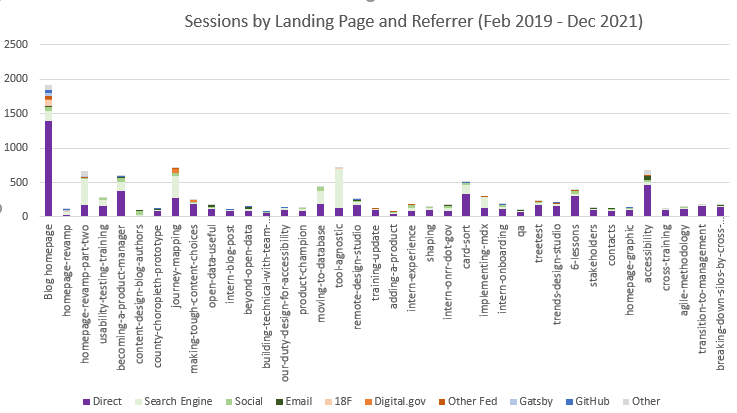 Sessions by Landing Page and Referrer (Feb 2019 - Dec 2021)
2500
2000
1500
1000
500
0
Blog homepage
homepage-revamp
homepage-revamp-part-two
usability-testing-training
becoming-a-product-manager
content-design-blog-authors
county-choropleth-prototype
journey-mapping
making-tough-content-choices
open-data-useful
intern-blog-post
beyond-open-data
building-technical-with-team-...
our-duty-design-for-accessibility
product-champion
moving-to-database
tool-agnostic
remote-design-studio
training-update
adding-a-product
intern-experience
shaping
intern-onrr-dot-gov
card-sort
implementing-mdx
intern-onboarding
qa
treetest
trends-design-studio
6-lessons
stakeholders
contacts
homepage-graphic
accessibility
cross-training
agile-methodology
transition-to-management
breaking-down-silos-by-cross-...
Direct Search Engine Social Email 18F Digital.gov Other Fed Gatsby GitHub Other